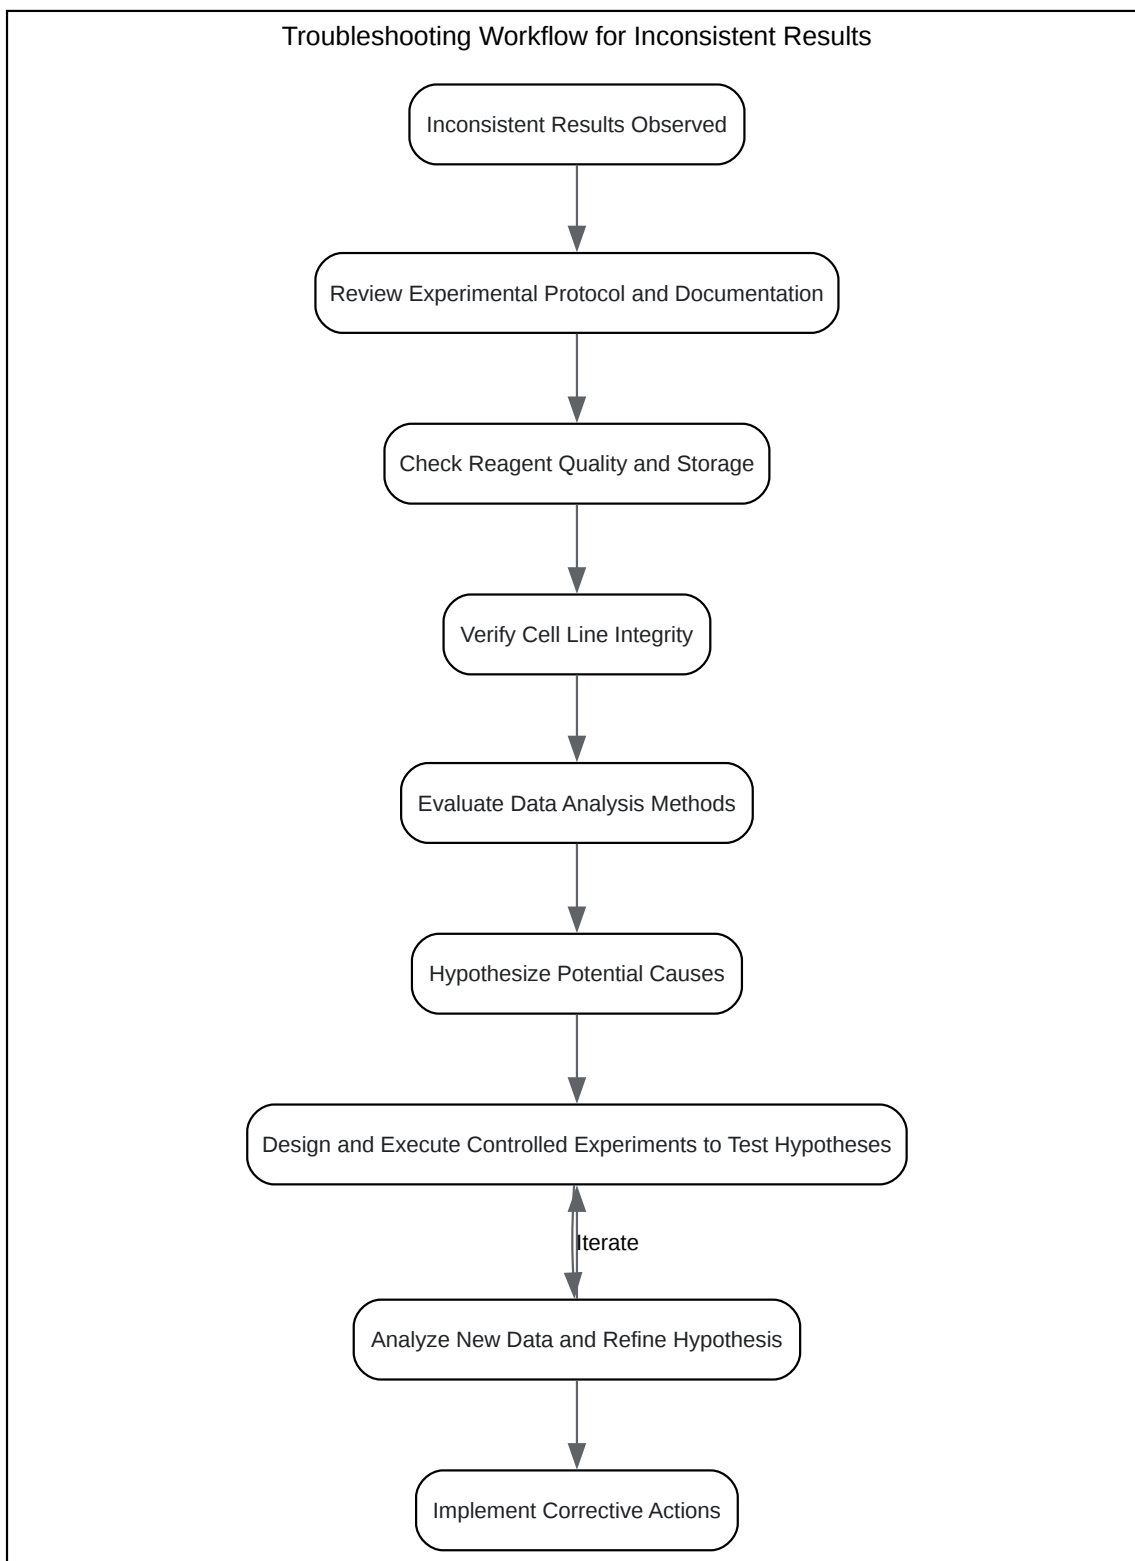 Troubleshooting Workflow for Inconsistent Results
Inconsistent Results Observed
Review Experimental Protocol and Documentation
Check Reagent Quality and Storage
Verify Cell Line Integrity
Evaluate Data Analysis Methods
Hypothesize Potential Causes
Design and Execute Controlled Experiments to Test Hypotheses
Iterate
Analyze New Data and Refine Hypothesis
Implement Corrective Actions